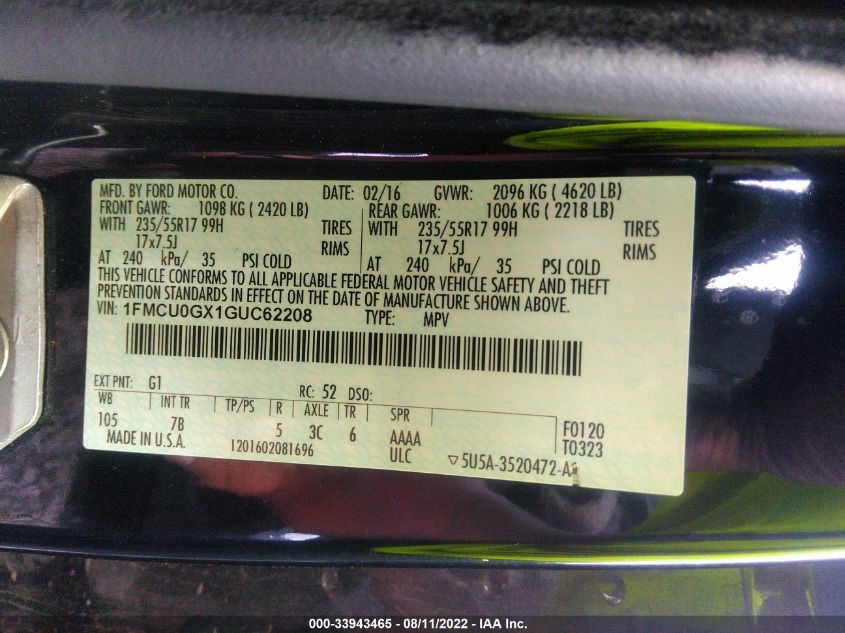 MFD. BY FORD MOTOR CO. DATE: 02/16 GVWR: 2096 KG ( 4620 LB)
FRONT GAWR: 1098 KG ( 2420 LB) REAR GAWR: 1006 KG ( 2218 LB)
WITH 235/55R17 99H TIRES WITH 235/55R17 99H TIRES
17x7.5J RIMS 17x7.5J RIMS
AT 240 kPa/ 35 PSI COLD AT 240 kPa/ 35 PSI COLD
THIS VEHICLE CONFORMS TO ALL APPLICABLE FEDERAL MOTOR VEHICLE SAFETY AND THEFT
PREVENTION STANDARDS IN EFFECT ON THE DATE OF MANUFACTURE SHOWN ABOVE.
VIN: 1FMCU0GX1GUC62208 TYPE: MPV
EXT PNT: G1 RC: 52 DSO:
WB INT TR TP/PS R AXLE TR SPR
105 7B 5 3C 6 AAAA F0120
MADE IN U.S.A. 1201602081696 ULC T0323
▽5U5A-3520472-A
000-33943465 - 08/11/2022 - IAA Inc.